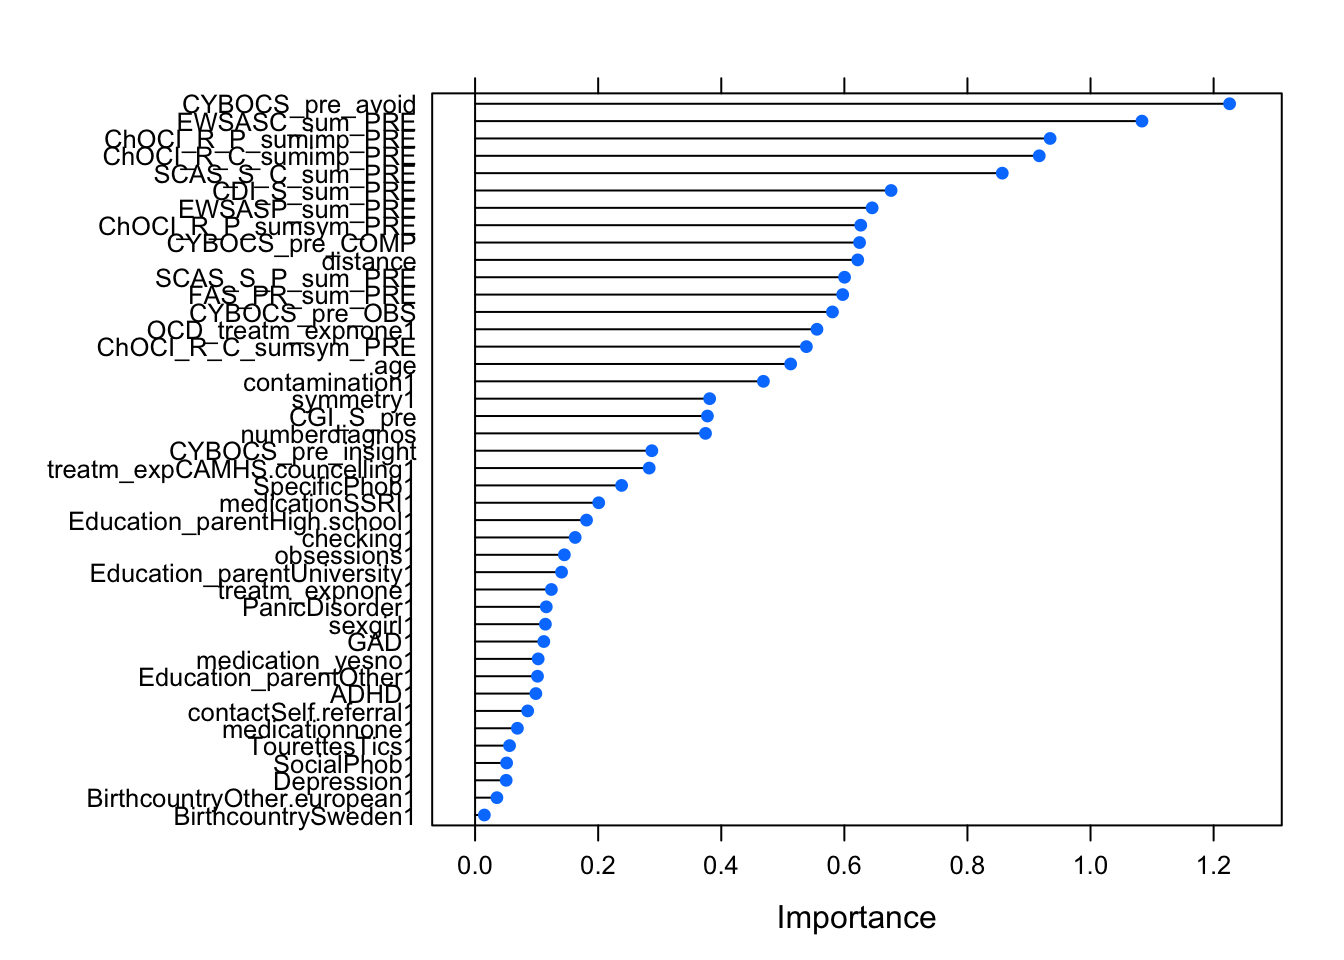 CYBOCS_pre_avoid
EWSASC_sum_PRE
ChOCI_R_P_sumimp_PRE
ChOCI_R_C_sumimp_PRE
SCAS_S_C_sum_PRE
CDI_S_sum_PRE
EWSASP_sum_PRE
ChOCI_R_P_sumsym_PRE
CYBOCS_pre_COMP
distance
SCAS_S_P_sum_PRE
FAS_PR_sum_PRE
CYBOCS_pre_OBS
OCD_treatm_expnone1
ChOCI_R_C_sumsym_PRE
age
contamination1
symmetry1
CGI_S_pre
numberdiagnos
CYBOCS_pre_insight
treatm_expCAMHS.councelling1
SpecificPhob1
medicationSSRI1
Education_parentHigh.school1
checking1
obsessions1
Education_parentUniversity1
treatm_expnone1
PanicDisorder1
sexgirl1
GAD1
medication_yesno1
Education_parentOther1
ADHD1
contactSelf.referral1
medicationnone1
TourettesTics1
SocialPhob1
Depression1
BirthcountryOther.european1
BirthcountrySweden1
0.0 0.2 0.4 0.6 0.8 1.0 1.2
Importance